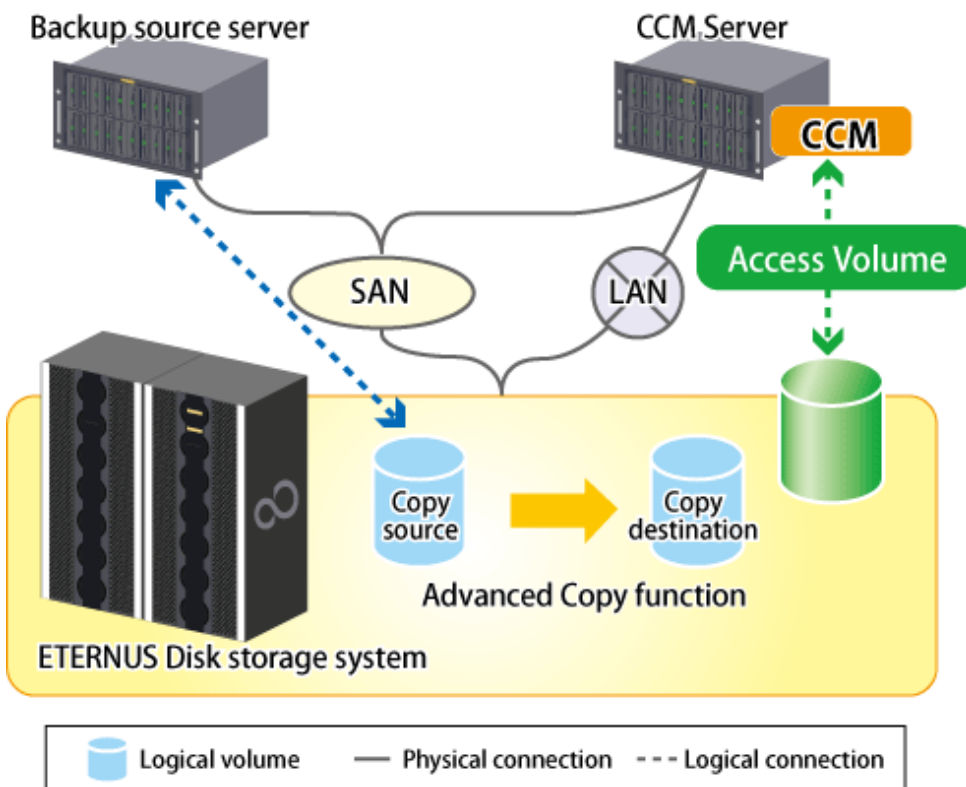 Backup source server
CCM Server
CCM
Access Volume
SAN
LAN
Copy
source
Copy
destination
Advanced Copy function
ETERNUS Disk storage system
Logical volume
Physical connection
Logical connection